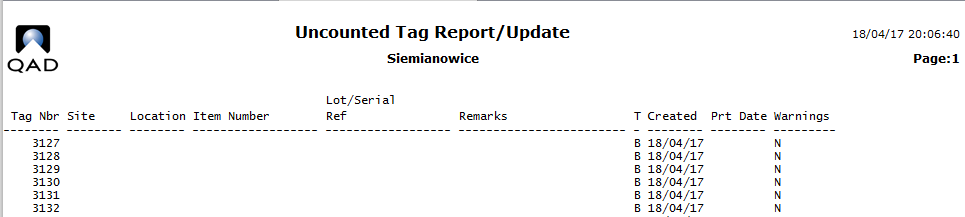 Uncounted Tag Report/Update
18/04/17 20:06:40
QAD
Siemianowice
Page:1
Lot/Serial
Tag Nbr Site Location Item Number Ref Remarks T Created Prt Date Warnings
-------- -------- -------- ------------------ ------------------ ------------------------ - -------- -------- ---------
3127 B 18/04/17 N
3128 B 18/04/17 N
3129 B 18/04/17 N
3130 B 18/04/17 N
3131 B 18/04/17 N
3132 B 18/04/17 N